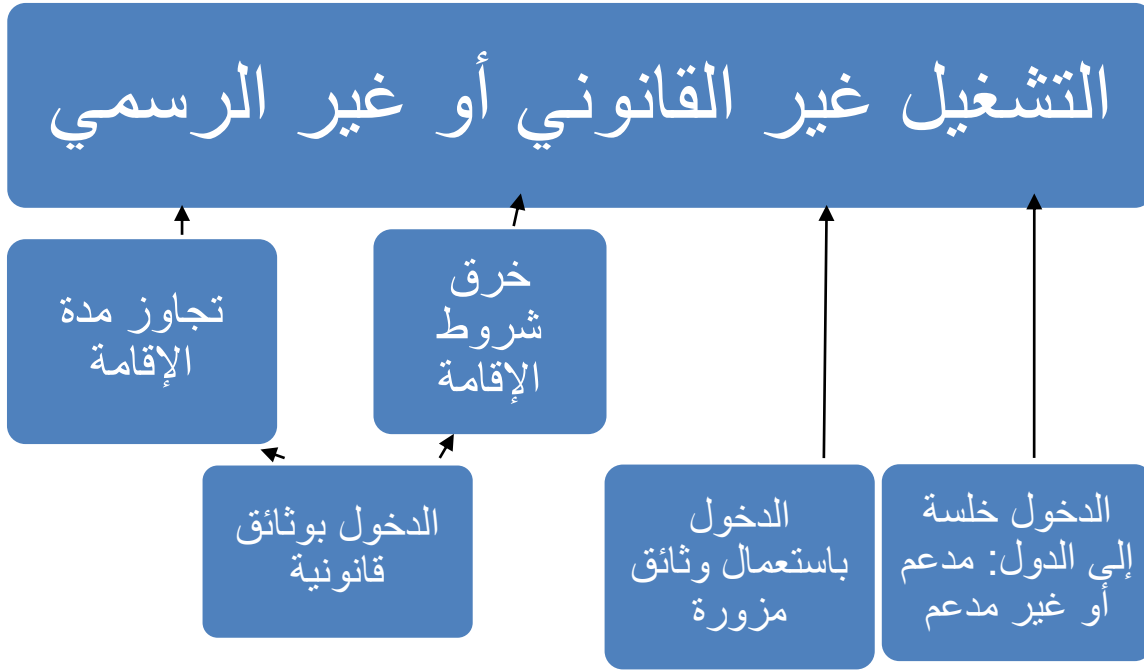 التشغيل غير القانوني أو غير الرسمي
خرق
شروط
الإقامة
تجاوز مدة
الإقامة
الدخول خلسة
إلى الدول: مدعم
أو غير مدعم
الدخول
باستعمال وثائق
مزورة
الدخول بوثائق
قانونية